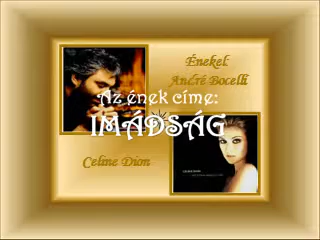 Énekel:
André Bocelli
Az ének címe:
IMÁDSÁG
Celine Dion